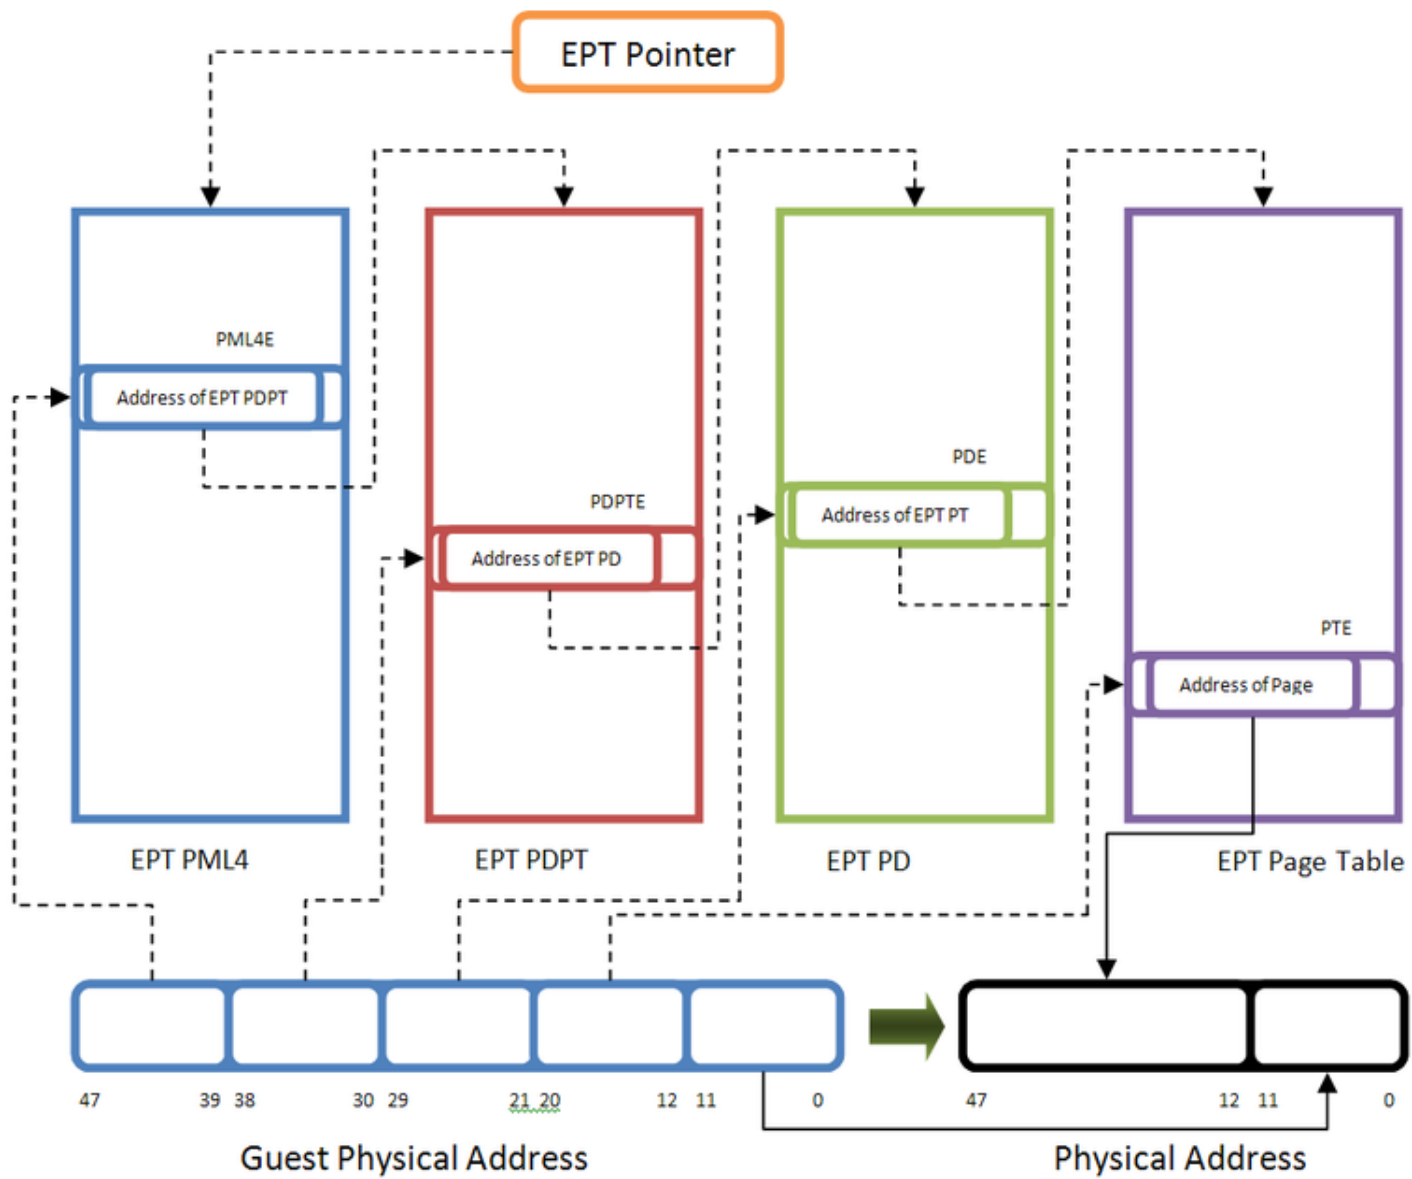 EPT Pointer
PML4E
Address of EPT PDPT
PDE
PDPTE
Address of EPT PT
Address of EPT PD
PTE
Address of Page
EPT PML4
EPT PDPT
EPT PD
EPT Page Table
47 39 38 30 29 21 20 12 11 0
47 12 11 0
Guest Physical Address
Physical Address